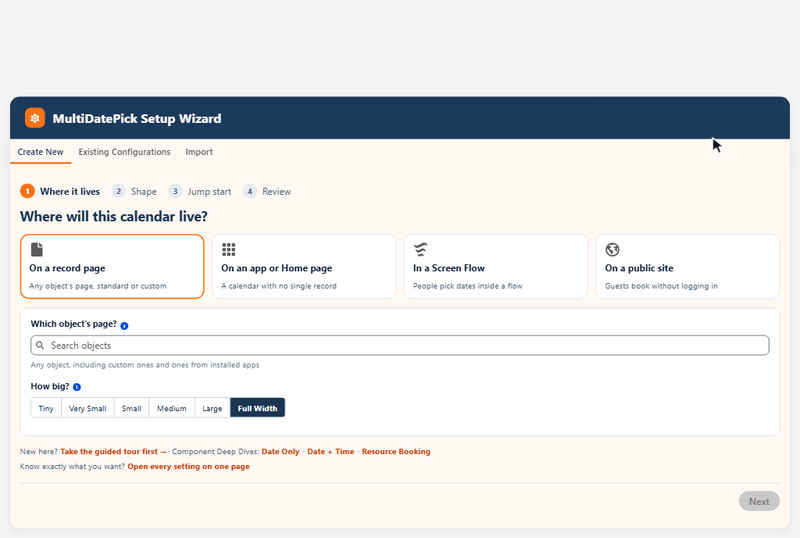 MultiDatePick Setup Wizard
Create New Existing Configurations Import
1 Where it lives 2 Shape 3 Jump start 4 Review
Where will this calendar live?
On a record page
Any object's page, standard or custom
On an app or Home page
A calendar with no single record
In a Screen Flow
People pick dates inside a flow
On a public site
Guests book without logging in
Which object's page?
Search objects
Any object, including custom ones and ones from installed apps
How big?
Tiny Very Small Small Medium Large Full Width
New here? Take the guided tour first — · Component Deep Dives: Date Only · Date + Time · Resource Booking
Know exactly what you want? Open every setting on one page
Next